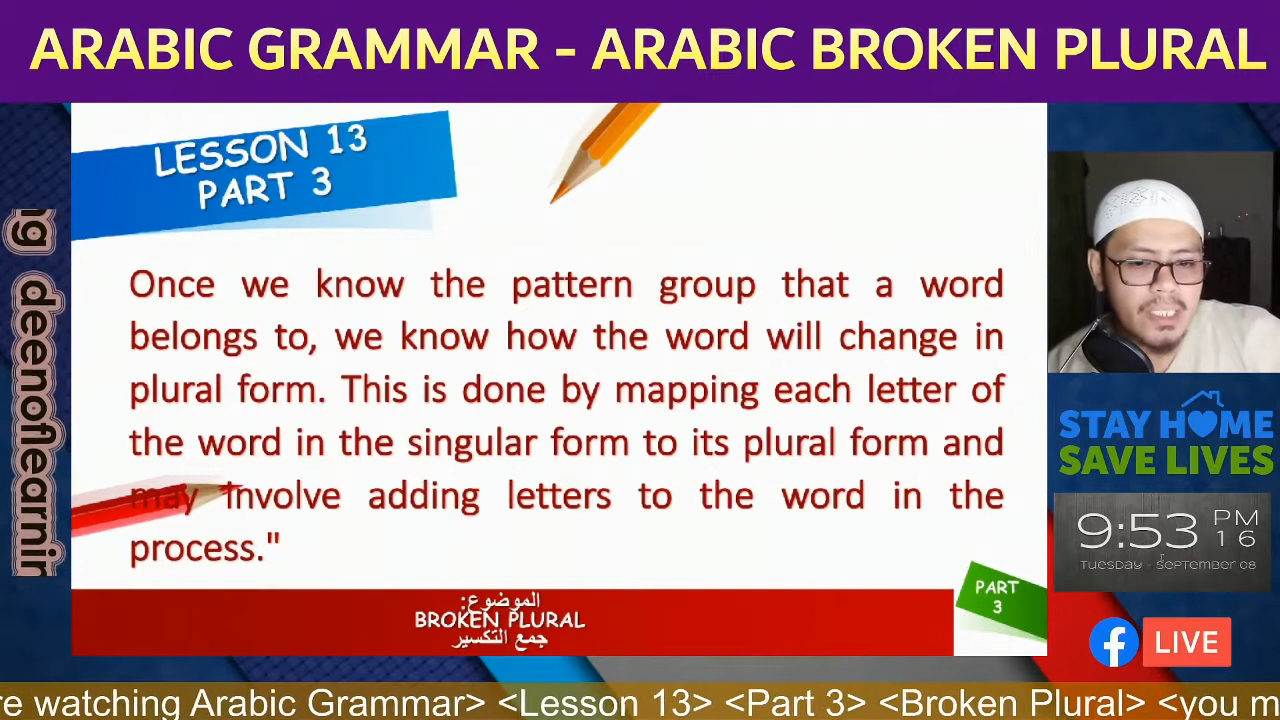 ARABIC GRAMMAR - ARABIC BROKEN PLURAL
LESSON 13
PART 3
Once we know the pattern group that a word
belongs to, we know how the word will change in
plural form. This is done by mapping each letter of
the word in the singular form to its plural form and
may involve adding letters to the word in the
process."
الموضوع:
BROKEN PLURAL
جمع التكسير
PART
3
deenoflearnin
STAY HOME
SAVE LIVES
9:53 PM
16
TUESDAY - SEPTEMBER 08
f LIVE
re watching Arabic Grammar> <Lesson 13> <Part 3> <Broken Plural> <you m